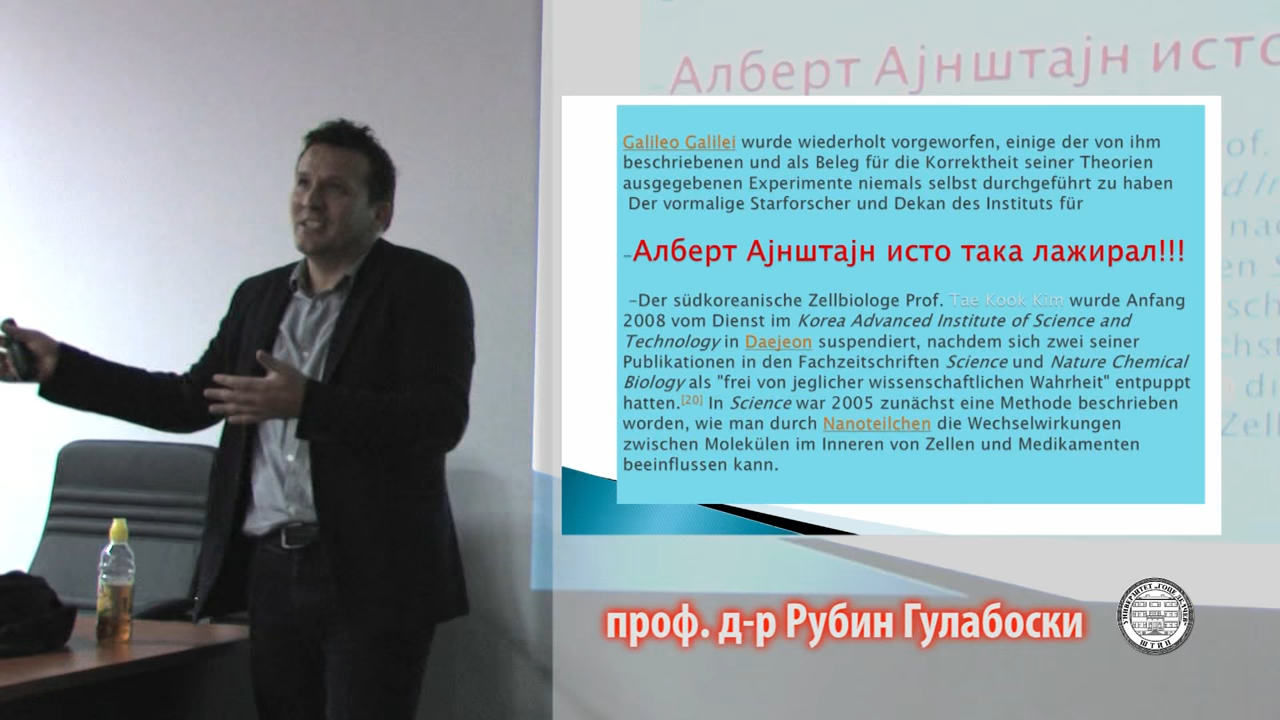 Алберт Ајнштајн исто
Galileo Galilei wurde wiederholt vorgeworfen, einige der von ihm
beschriebenen und als Beleg für die Korrektheit seiner Theorien
ausgegebenen Experimente niemals selbst durchgeführt zu haben
Der vormalige Starforscher und Dekan des Instituts für
-Алберт Ајнштајн исто така лажирал!!!
-Der südkoreanische Zellbiologe Prof. Tae Kook Kim wurde Anfang
2008 vom Dienst im Korea Advanced Institute of Science and
Technology in Daejeon suspendiert, nachdem sich zwei seiner
Publikationen in den Fachzeitschriften Science und Nature Chemical
Biology als "frei von jeglicher wissenschaftlichen Wahrheit" entpuppt
hatten.[20] In Science war 2005 zunächst eine Methode beschrieben
worden, wie man durch Nanoteilchen die Wechselwirkungen
zwischen Molekülen im Inneren von Zellen und Medikamenten
beeinflussen kann.
проф. д-р Рубин Гулабоски
УНИВЕРЗИТЕТ „ГОЦЕ ДЕЛЧЕВ“
ШТИП